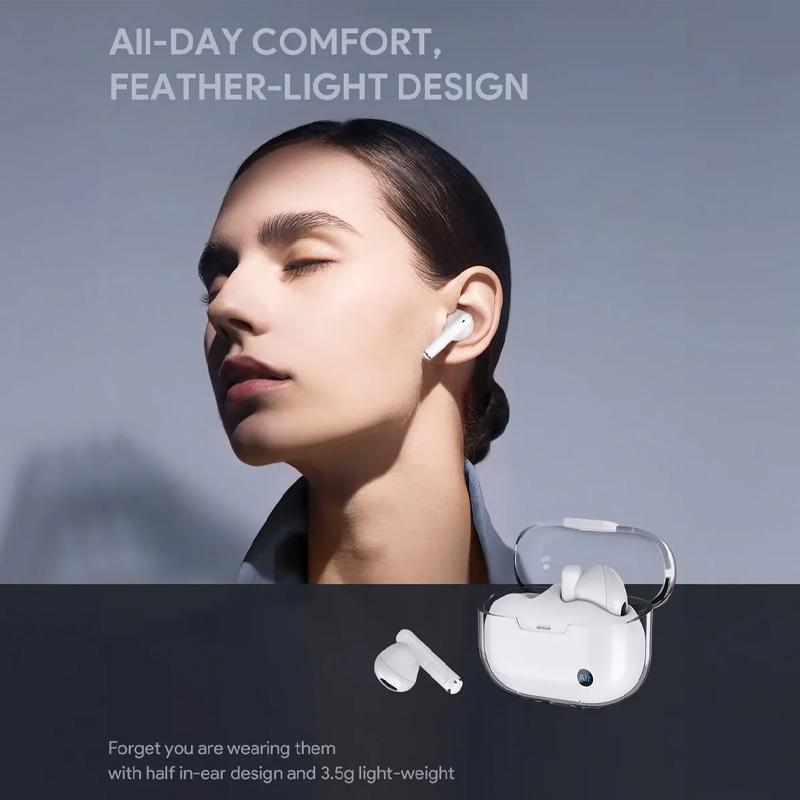 All-DAY COMFORT,
FEATHER-LIGHT DESIGN
Air
Forget you are wearing them
with half in-ear design and 3.5g light-weight